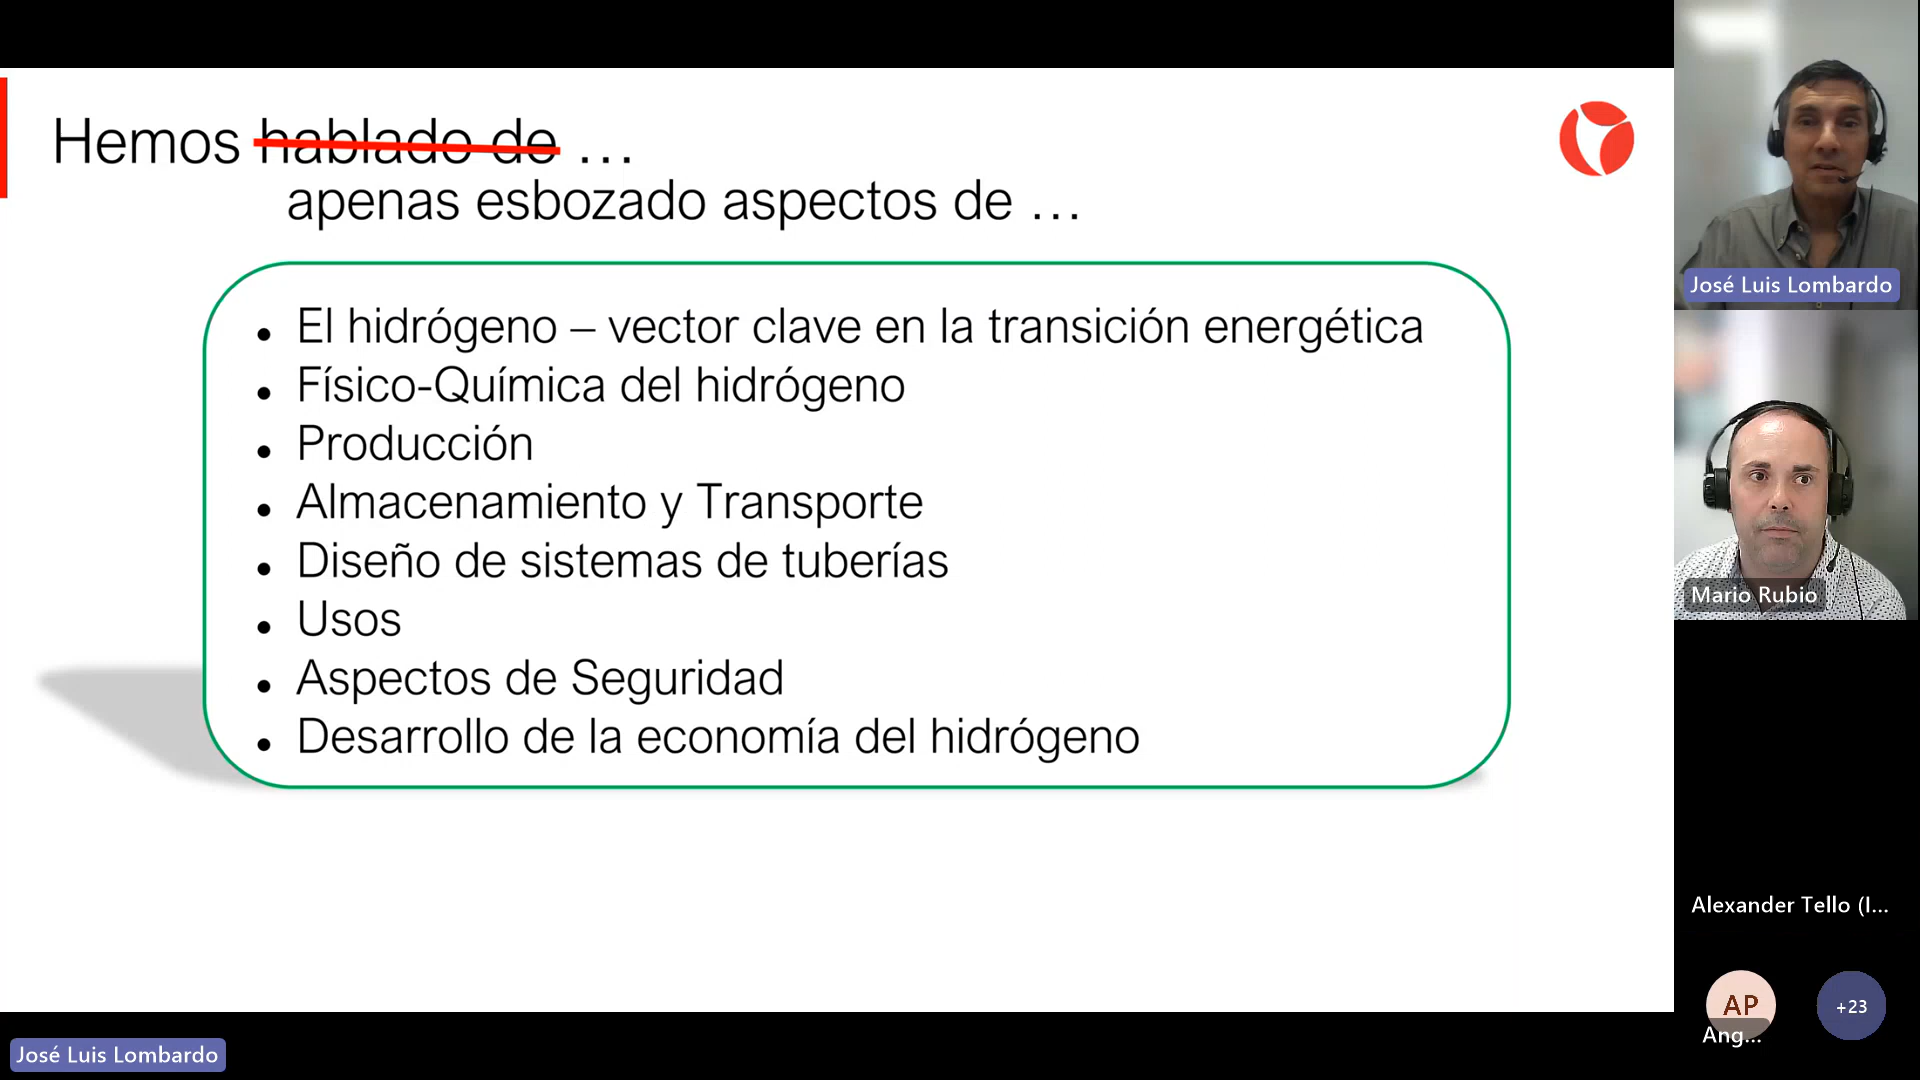 Hemos hablado de ...
apenas esbozado aspectos de ...
El hidrógeno – vector clave en la transición energética
Físico-Química del hidrógeno
Producción
Almacenamiento y Transporte
Diseño de sistemas de tuberías
Usos
Aspectos de Seguridad
Desarrollo de la economía del hidrógeno
José Luis Lombardo
José Luis Lombardo
Mario Rubio
Alexander Tello (I...
AP
Ang...
+23